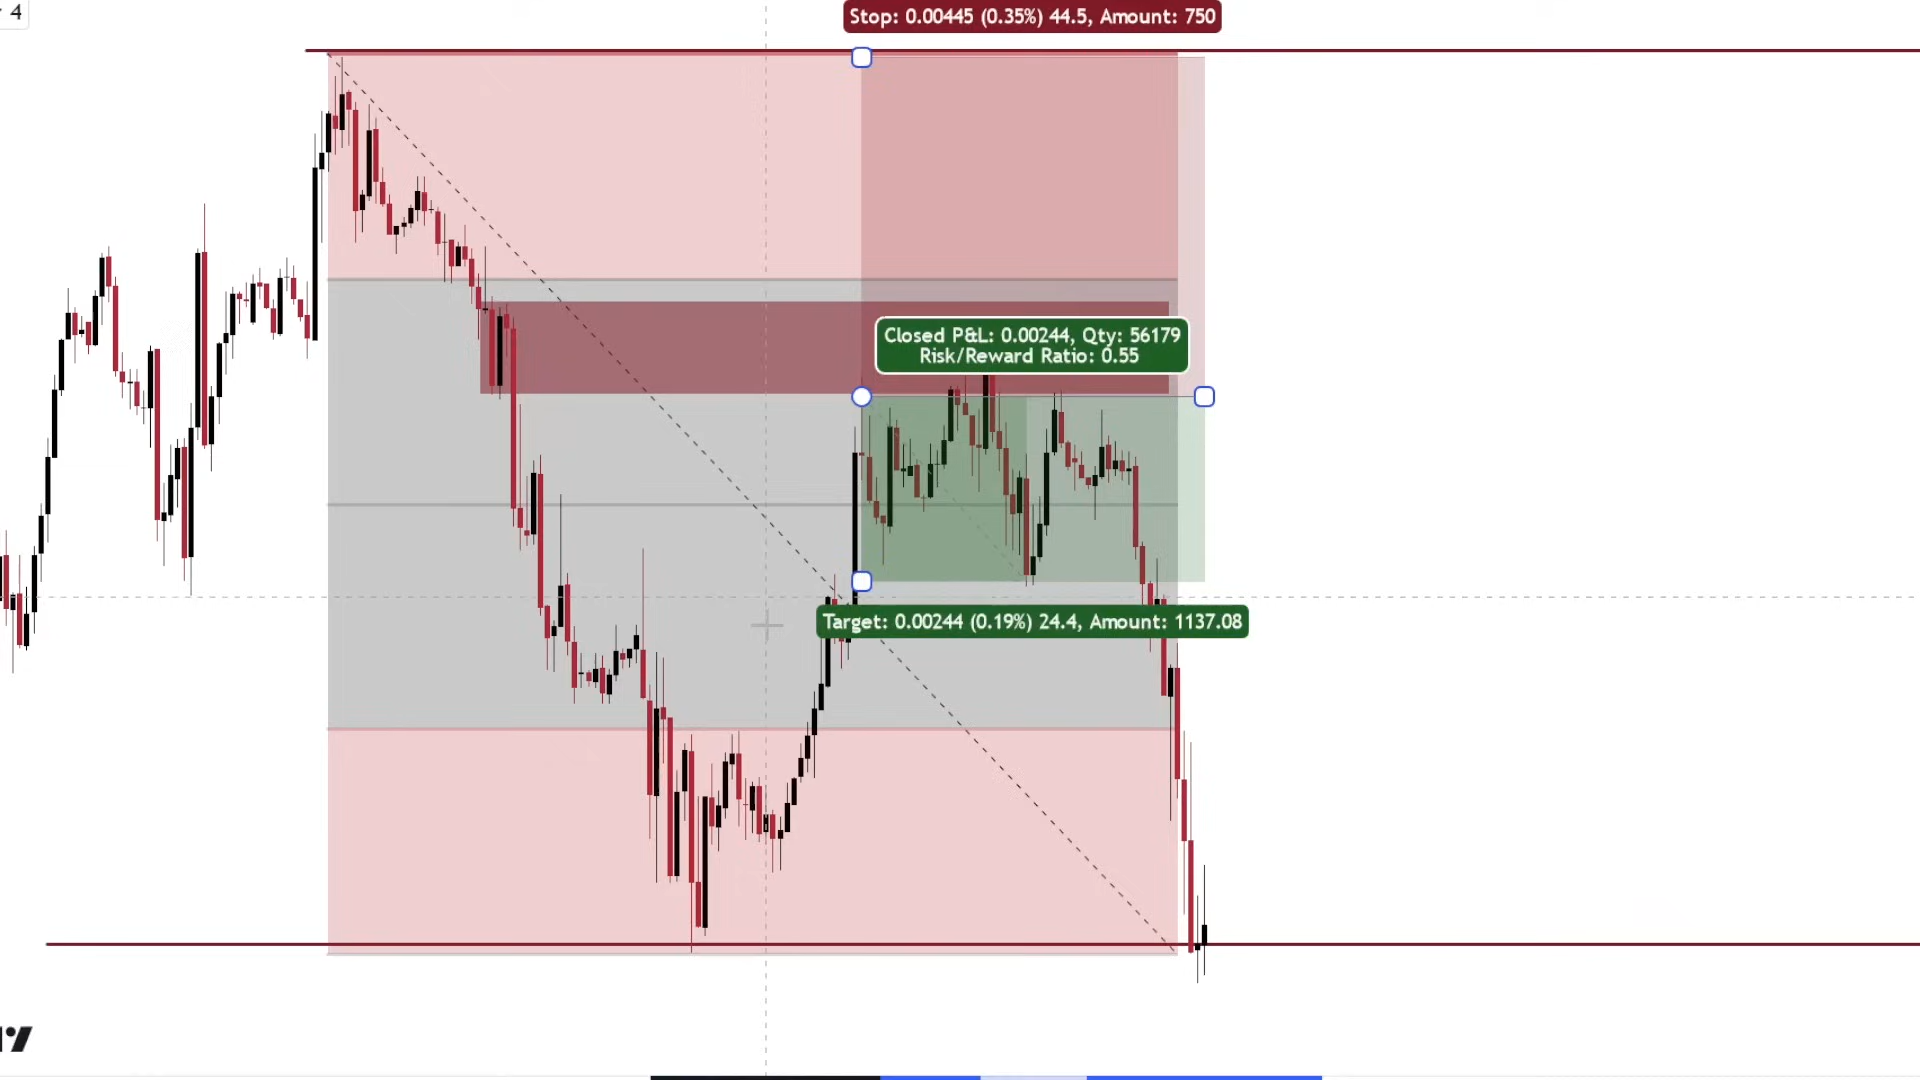 4
Stop: 0.00445 (0.35%) 44.5, Amount: 750
Closed P&L: 0.00244, Qty: 56179
Risk/Reward Ratio: 0.55
Target: 0.00244 (0.19%) 24.4, Amount: 1137.08